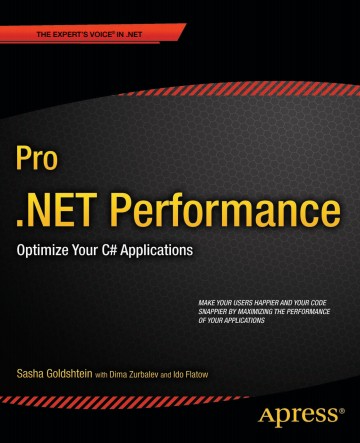 THE EXPERT'S VOICE® IN .NET
Pro
.NET Performance
Optimize Your C# Applications
MAKE YOUR USERS HAPPIER AND YOUR CODE
SNAPPIER BY MAXIMIZING THE PERFORMANCE
OF YOUR APPLICATIONS
Sasha Goldshtein with Dima Zurbalev and Ido Flatow
Apress®